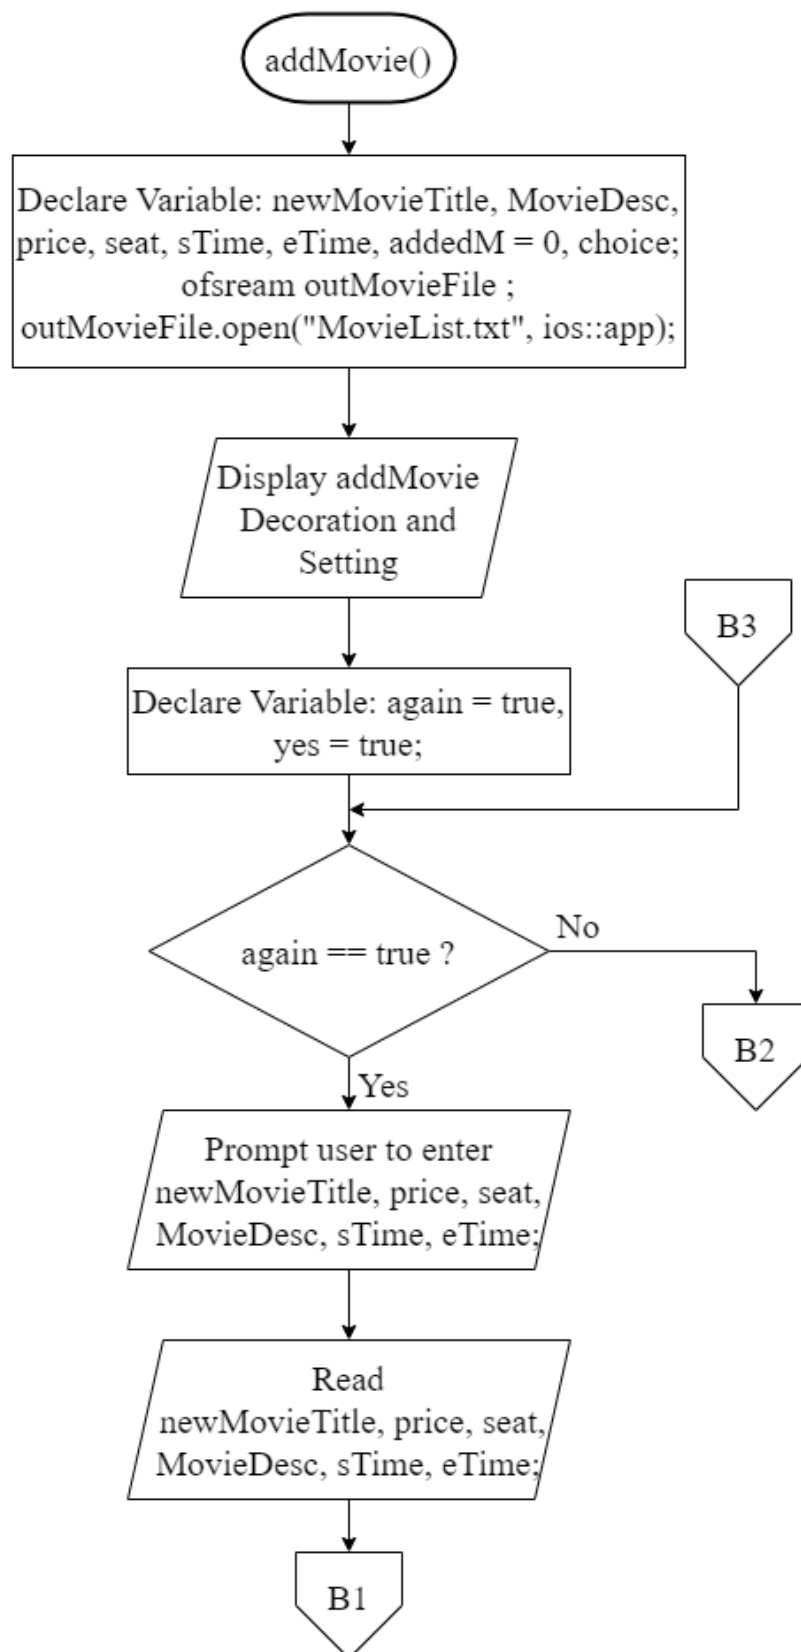 addMovie()
Declare Variable: newMovieTitle, MovieDesc,
price, seat, sTime, eTime, addedM = 0, choice;
ofsream outMovieFile ;
outMovieFile.open("MovieList.txt", ios::app);
Display addMovie
Decoration and
Setting
B3
Declare Variable: again = true,
yes = true;
again == true ?
No
B2
Yes
Prompt user to enter
newMovieTitle, price, seat,
MovieDesc, sTime, eTime;
Read
newMovieTitle, price, seat,
MovieDesc, sTime, eTime;
B1